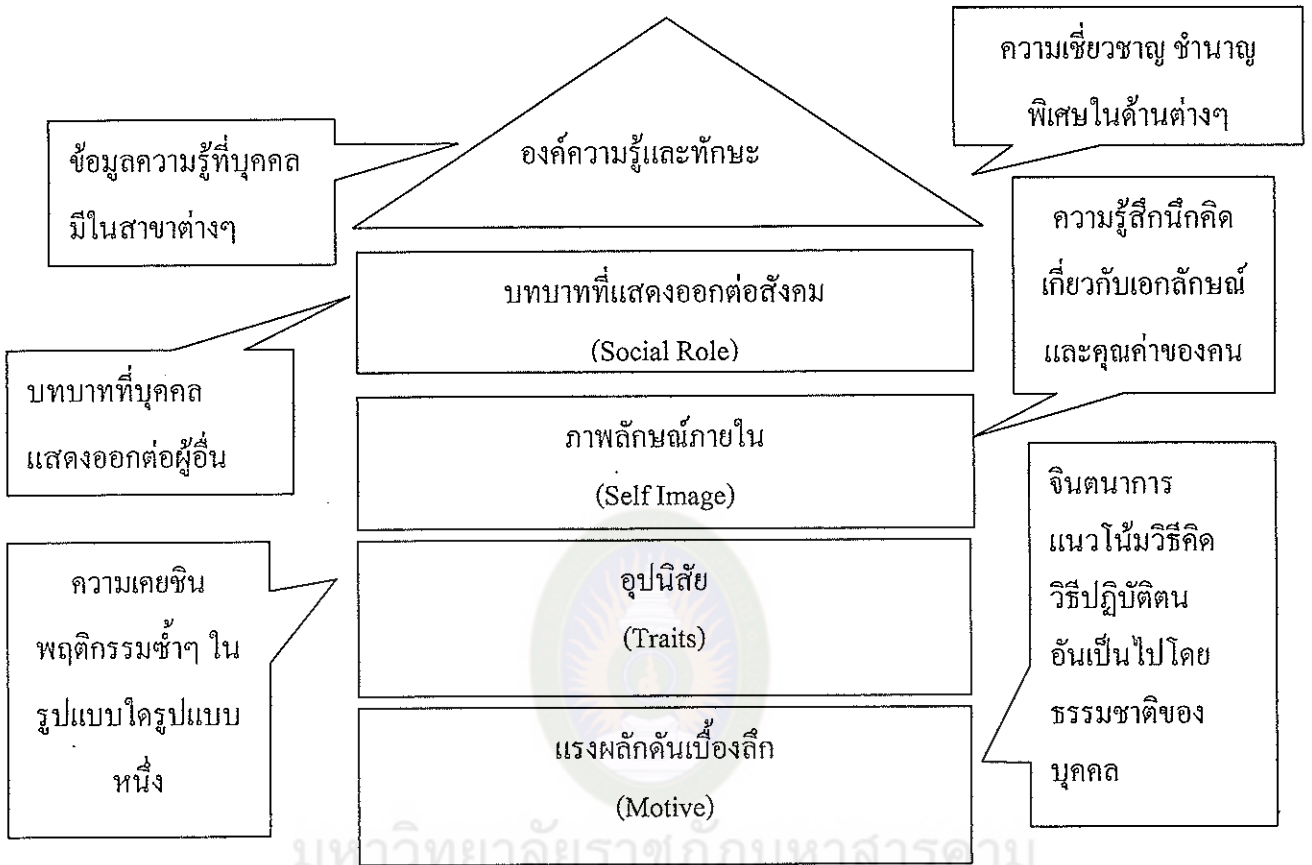 ความเชี่ยวชาญ ชำนาญ
พิเศษในด้านต่างๆ
ข้อมูลความรู้ที่บุคคล
มีในสาขาต่างๆ
องค์ความรู้และทักษะ
ความรู้สึกนึกคิด
เกี่ยวกับเอกลักษณ์
และคุณค่าของคน
บทบาทที่แสดงออกต่อสังคม
(Social Role)
บทบาทที่บุคคล
แสดงออกต่อผู้อื่น
ภาพลักษณ์ภายใน
(Self Image)
จินตนาการ
แนวโน้มวิธีคิด
วิธีปฏิบัติตน
อันเป็นไปโดย
ธรรมชาติของ
บุคคล
ความเคยชิน
พฤติกรรมซ้ำๆ ใน
รูปแบบใดรูปแบบ
หนึ่ง
อุปนิสัย
(Traits)
แรงผลักดันเบื้องลึก
(Motive)
มหาวิทยาลัยราชภัฏมหาสารคาม